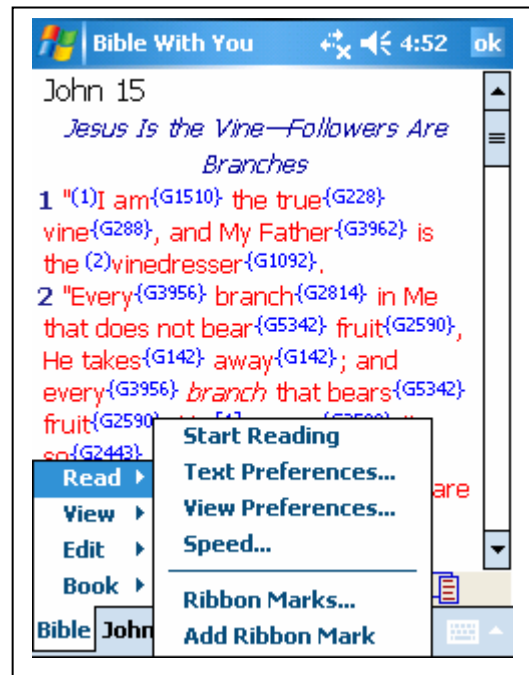 Bible With You 4:52 ok
John 15
Jesus Is the Vine—Followers Are
Branches
1 "(1)I am{G1510} the true{G228}
vine{G288}, and My Father{G3962} is
the (2)vinedresser{G1092}.
2 "Every{G3956} branch{G2814} in Me
that does not bear{G5342} fruit{G2590},
He takes{G142} away{G142}; and
every{G3956} branch that bears{G5342}
fruit{G2590}
so{G2443}
are
Start Reading
Text Preferences...
View Preferences...
Speed...
Ribbon Marks...
Add Ribbon Mark
Read
View
Edit
Book
Bible John